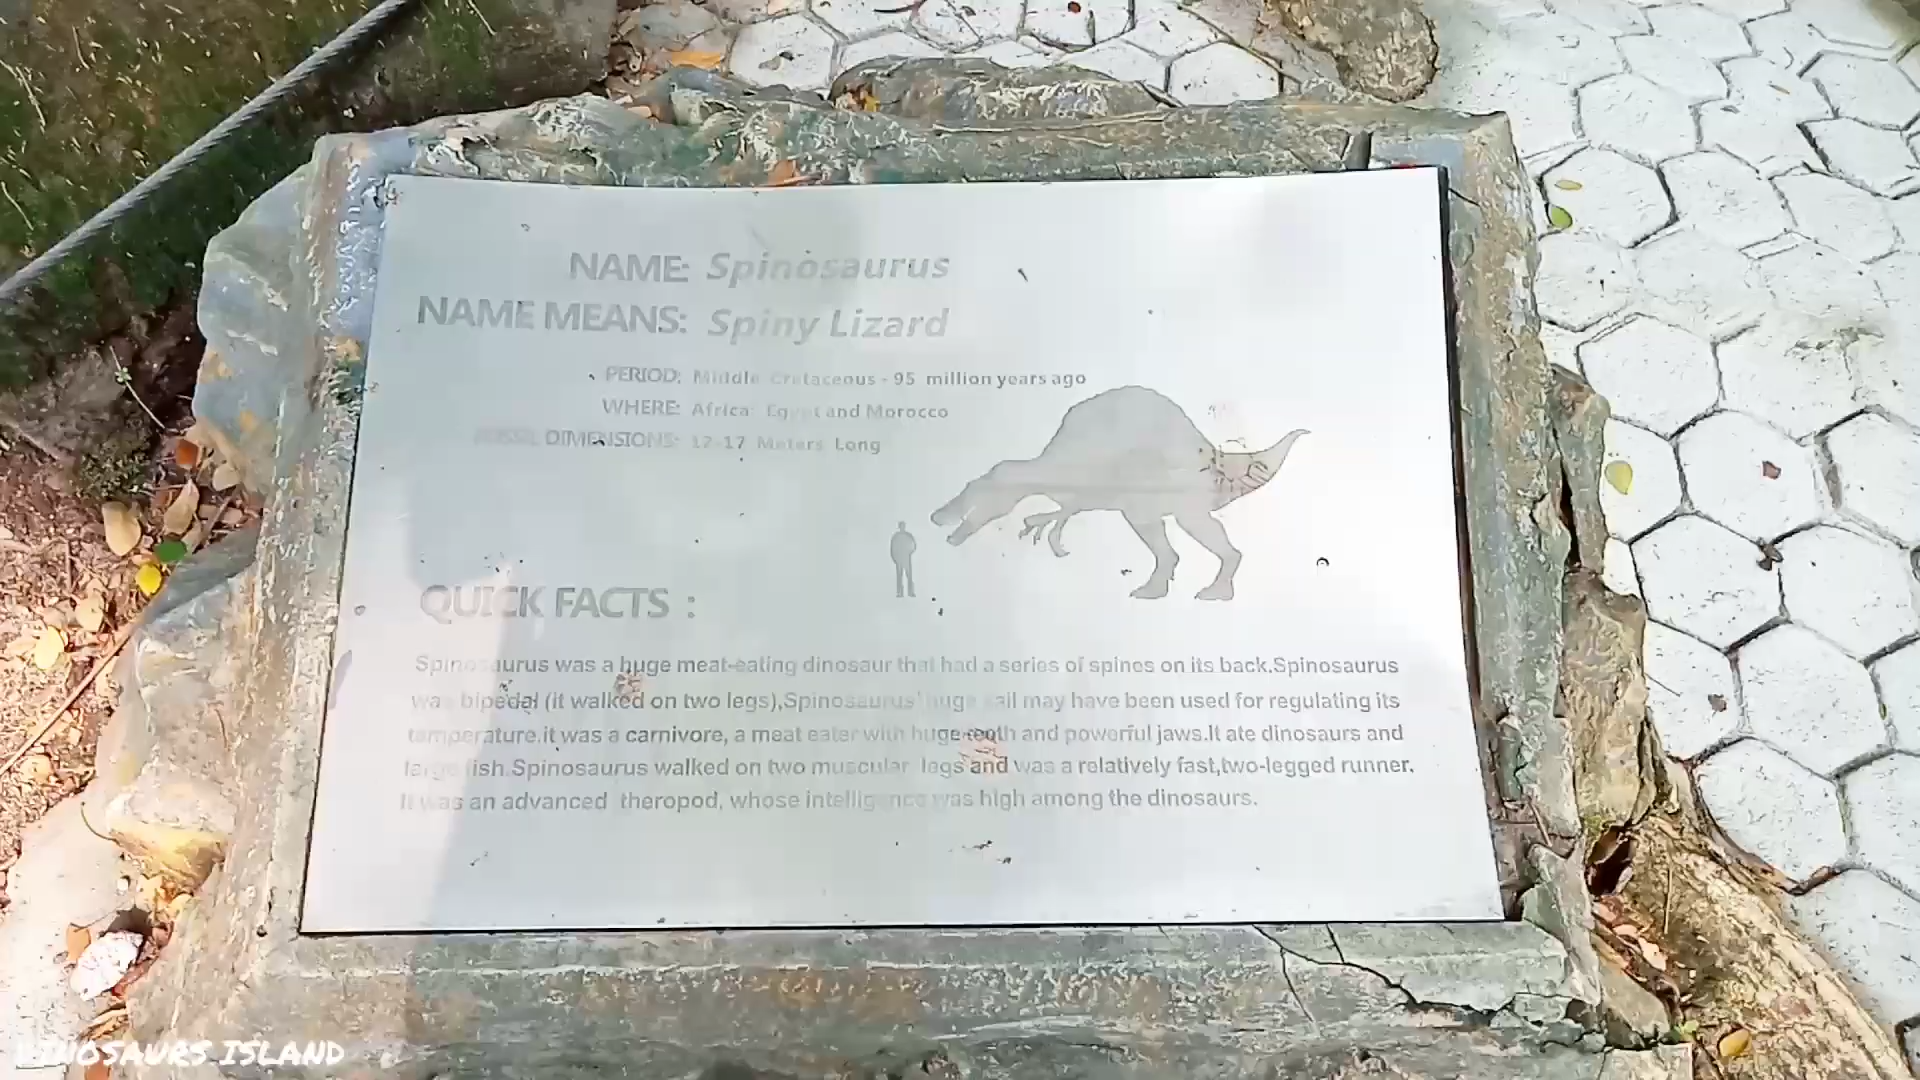 NAME: Spinosaurus
NAME MEANS: Spiny Lizard
PERIOD: Middle Cretaceous - 95 million years ago
WHERE: Africa: Egypt and Morocco
FOSSIL DIMENSIONS: 12-17 Meters Long
QUICK FACTS :
Spinosaurus was a huge meat-eating dinosaur that had a series of spines on its back.Spinosaurus
was bipedal (it walked on two legs),Spinosaurus' huge sail may have been used for regulating its
temperature.it was a carnivore, a meat eater with huge teeth and powerful jaws.It ate dinosaurs and
large fish.Spinosaurus walked on two muscular legs and was a relatively fast,two-legged runner.
It was an advanced theropod, whose intelligence was high among the dinosaurs.
DINOSAURS ISLAND